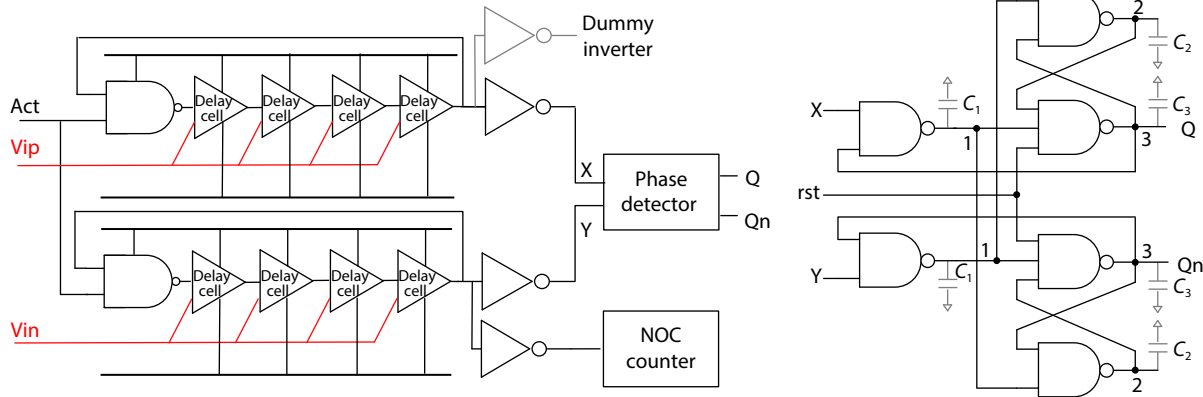 Dummy
inverter
Act
Delay
cell
Delay
cell
Delay
cell
Delay
cell
Vip
X
Phase
detector
Q
Qn
Y
Delay
cell
Delay
cell
Delay
cell
Delay
cell
Vin
NOC
counter
2
C2
X
C1
1
C3
3
Q
rst
1
3
Qn
Y
C1
C3
C2
2